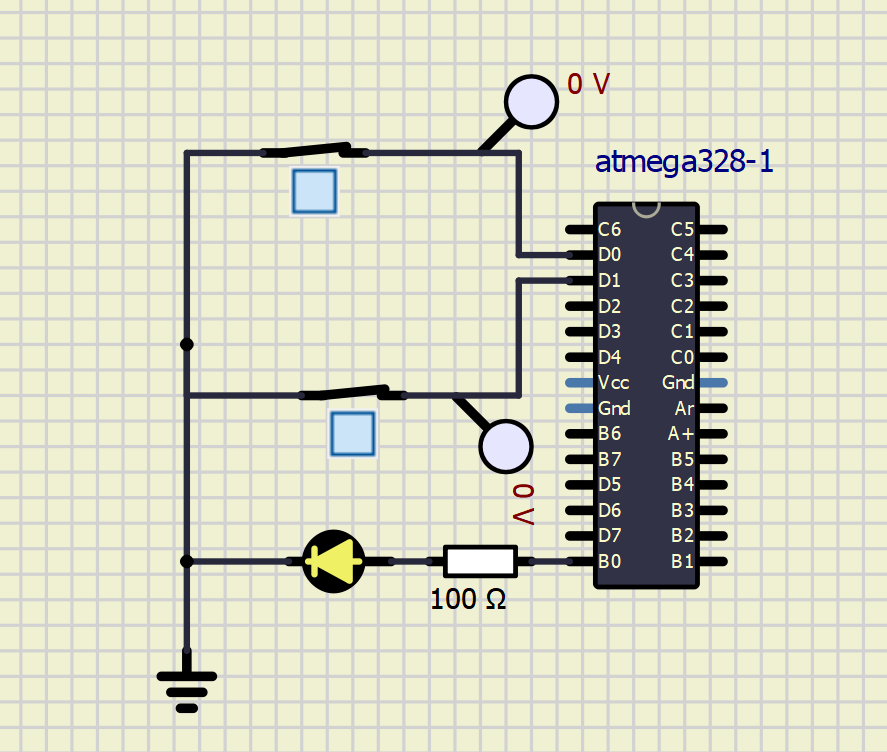 0 V
atmega328-1
C6 C5
D0 C4
D1 C3
D2 C2
D3 C1
D4 C0
Vcc Gnd
Gnd Ar
B6 A+
B7 B5
D5 B4
D6 B3
D7 B2
B0 B1
0 V
100 Ω